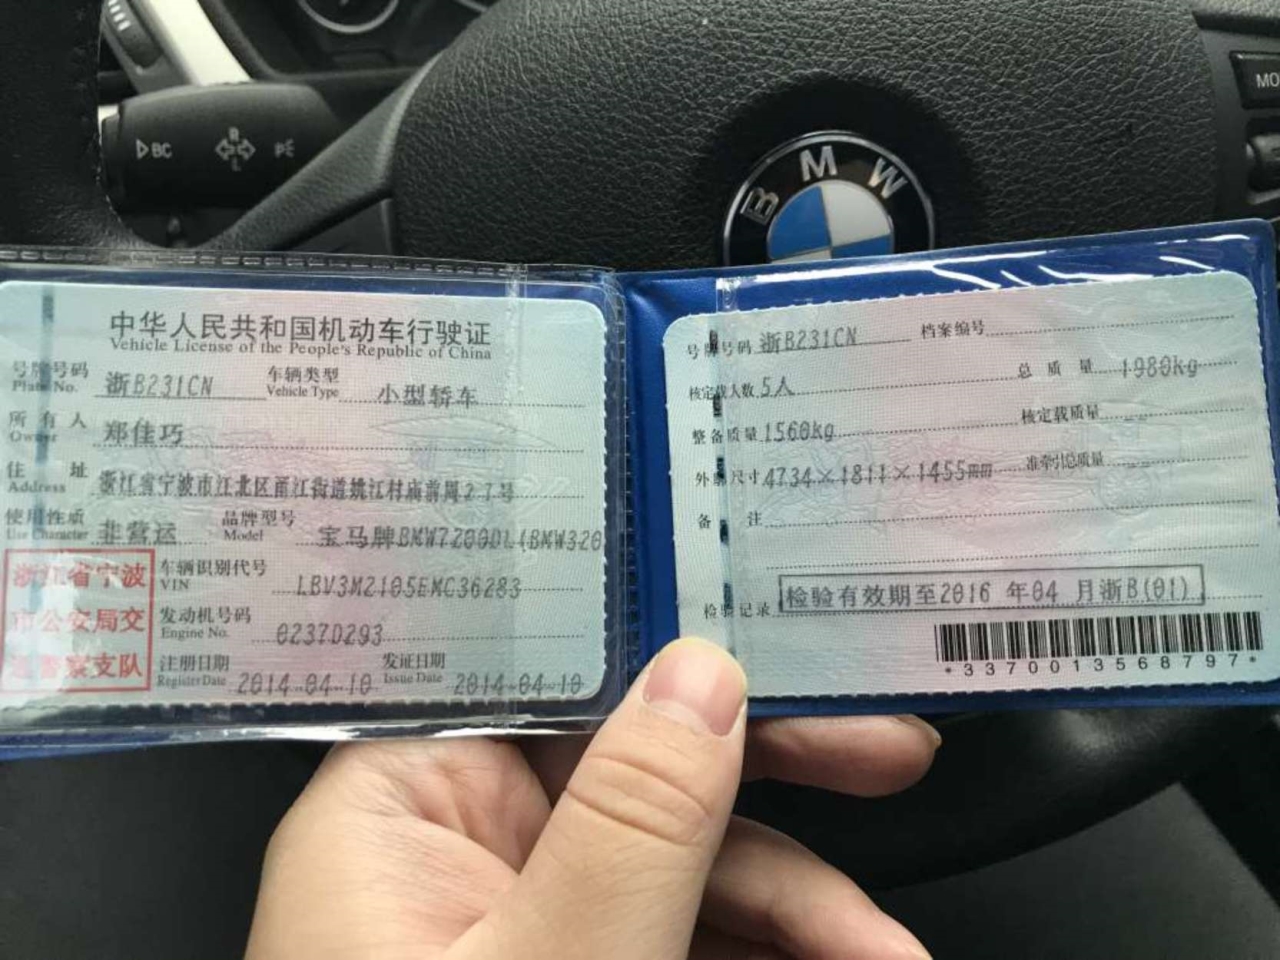 BC
BMW
MO
中华人民共和国机动车行驶证
Vehicle License of the People's Republic of China
号牌号码 浙B231CN 车辆类型 小型轿车
Plate No. Vehicle Type
所有人 郑佳巧
Owner
住址 浙江省宁波市江北区甬江街道姚江村庙前周27号
Address
使用性质 非营运 品牌型号 宝马牌BMW7200DL(BMW320
Use Character Model
浙江省宁波
市公安局交
通警察支队
车辆识别代号 LBV3M2105EMC36283
VIN
发动机号码 0237D293
Engine No.
注册日期 2014-04-10 发证日期 2014-04-10
Register Date Issue Date
号牌号码 浙B231CN 档案编号
核定载人数 5人 总质量 1980kg
整备质量 1560kg 核定载质量 --
外廓尺寸 4734×1811×1455mm 准牵引总质量 --
备注
检验记录 检验有效期至2016年04月浙B(01)
*3370013568797*